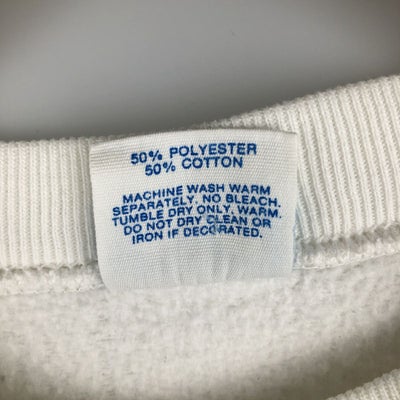 50% POLYESTER
50% COTTON
MACHINE WASH WARM
SEPARATELY. NO BLEACH.
TUMBLE DRY ONLY, WARM.
DO NOT DRY CLEAN OR
IRON IF DECORATED.